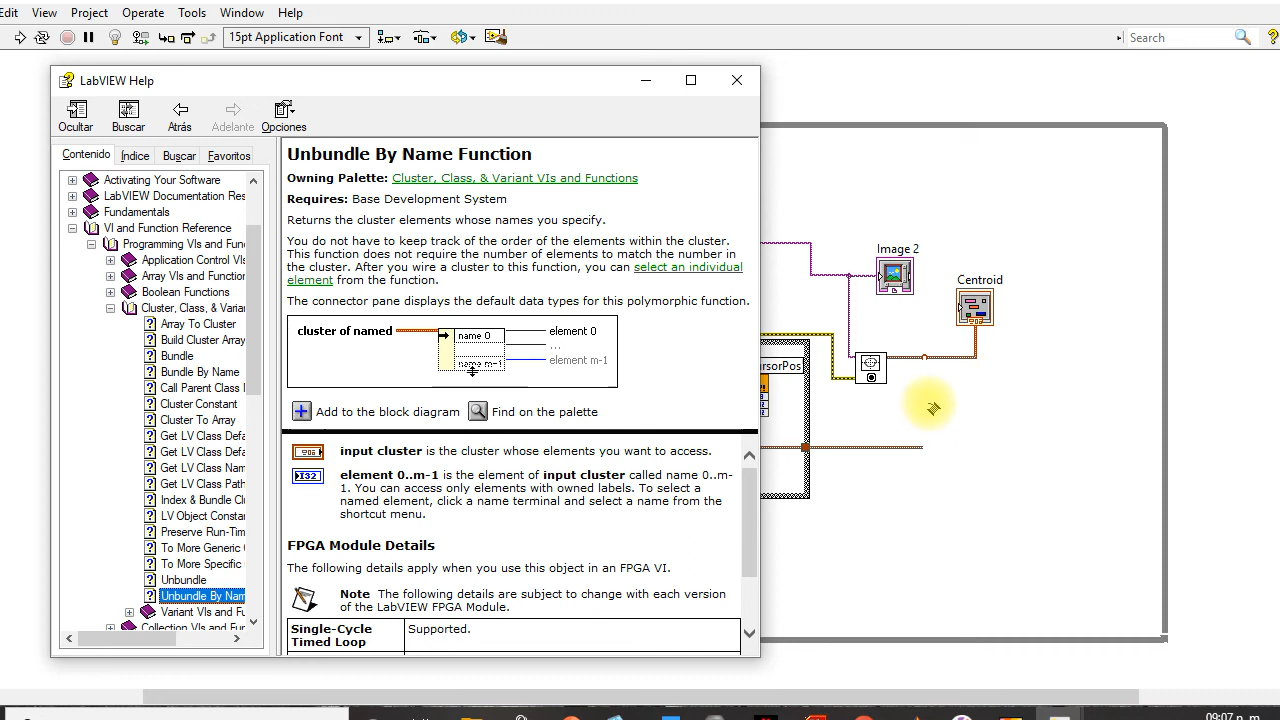 Edit View Project Operate Tools Window Help
15pt Application Font
Search
LabVIEW Help
Ocultar Buscar Atrás Adelante Opciones
Contenido Índice Buscar Favoritos
Activating Your Software
LabVIEW Documentation Res
Fundamentals
VI and Function Reference
Programming VIs and Fun
Application Control VI
Array VIs and Function
Boolean Functions
Cluster, Class, & Varia
Array To Cluster
Build Cluster Array
Bundle
Bundle By Name
Call Parent Class
Cluster Constant
Cluster To Array
Get LV Class Defa
Get LV Class Defa
Get LV Class Nam
Get LV Class Path
Index & Bundle Cl
LV Object Constan
Preserve Run-Tim
To More Generic
To More Specific
Unbundle
Unbundle By Nam
Variant VIs and Fu
Collection VIs and Fu
Unbundle By Name Function
Owning Palette: Cluster, Class, & Variant VIs and Functions
Requires: Base Development System
Returns the cluster elements whose names you specify.
You do not have to keep track of the order of the elements within the cluster.
This function does not require the number of elements to match the number in
the cluster. After you wire a cluster to this function, you can select an individual
element from the function.
The connector pane displays the default data types for this polymorphic function.
cluster of named
name 0
name m-1
element 0
...
element m-1
Add to the block diagram Find on the palette
input cluster is the cluster whose elements you want to access.
I32
element 0..m-1 is the element of input cluster called name 0..m-
1. You can access only elements with owned labels. To select a
named element, click a name terminal and select a name from the
shortcut menu.
FPGA Module Details
The following details apply when you use this object in an FPGA VI.
Note The following details are subject to change with each version
of the LabVIEW FPGA Module.
Single-Cycle
Timed Loop
Supported.
Image 2
Centroid
ursorPos
09:07 p. m.